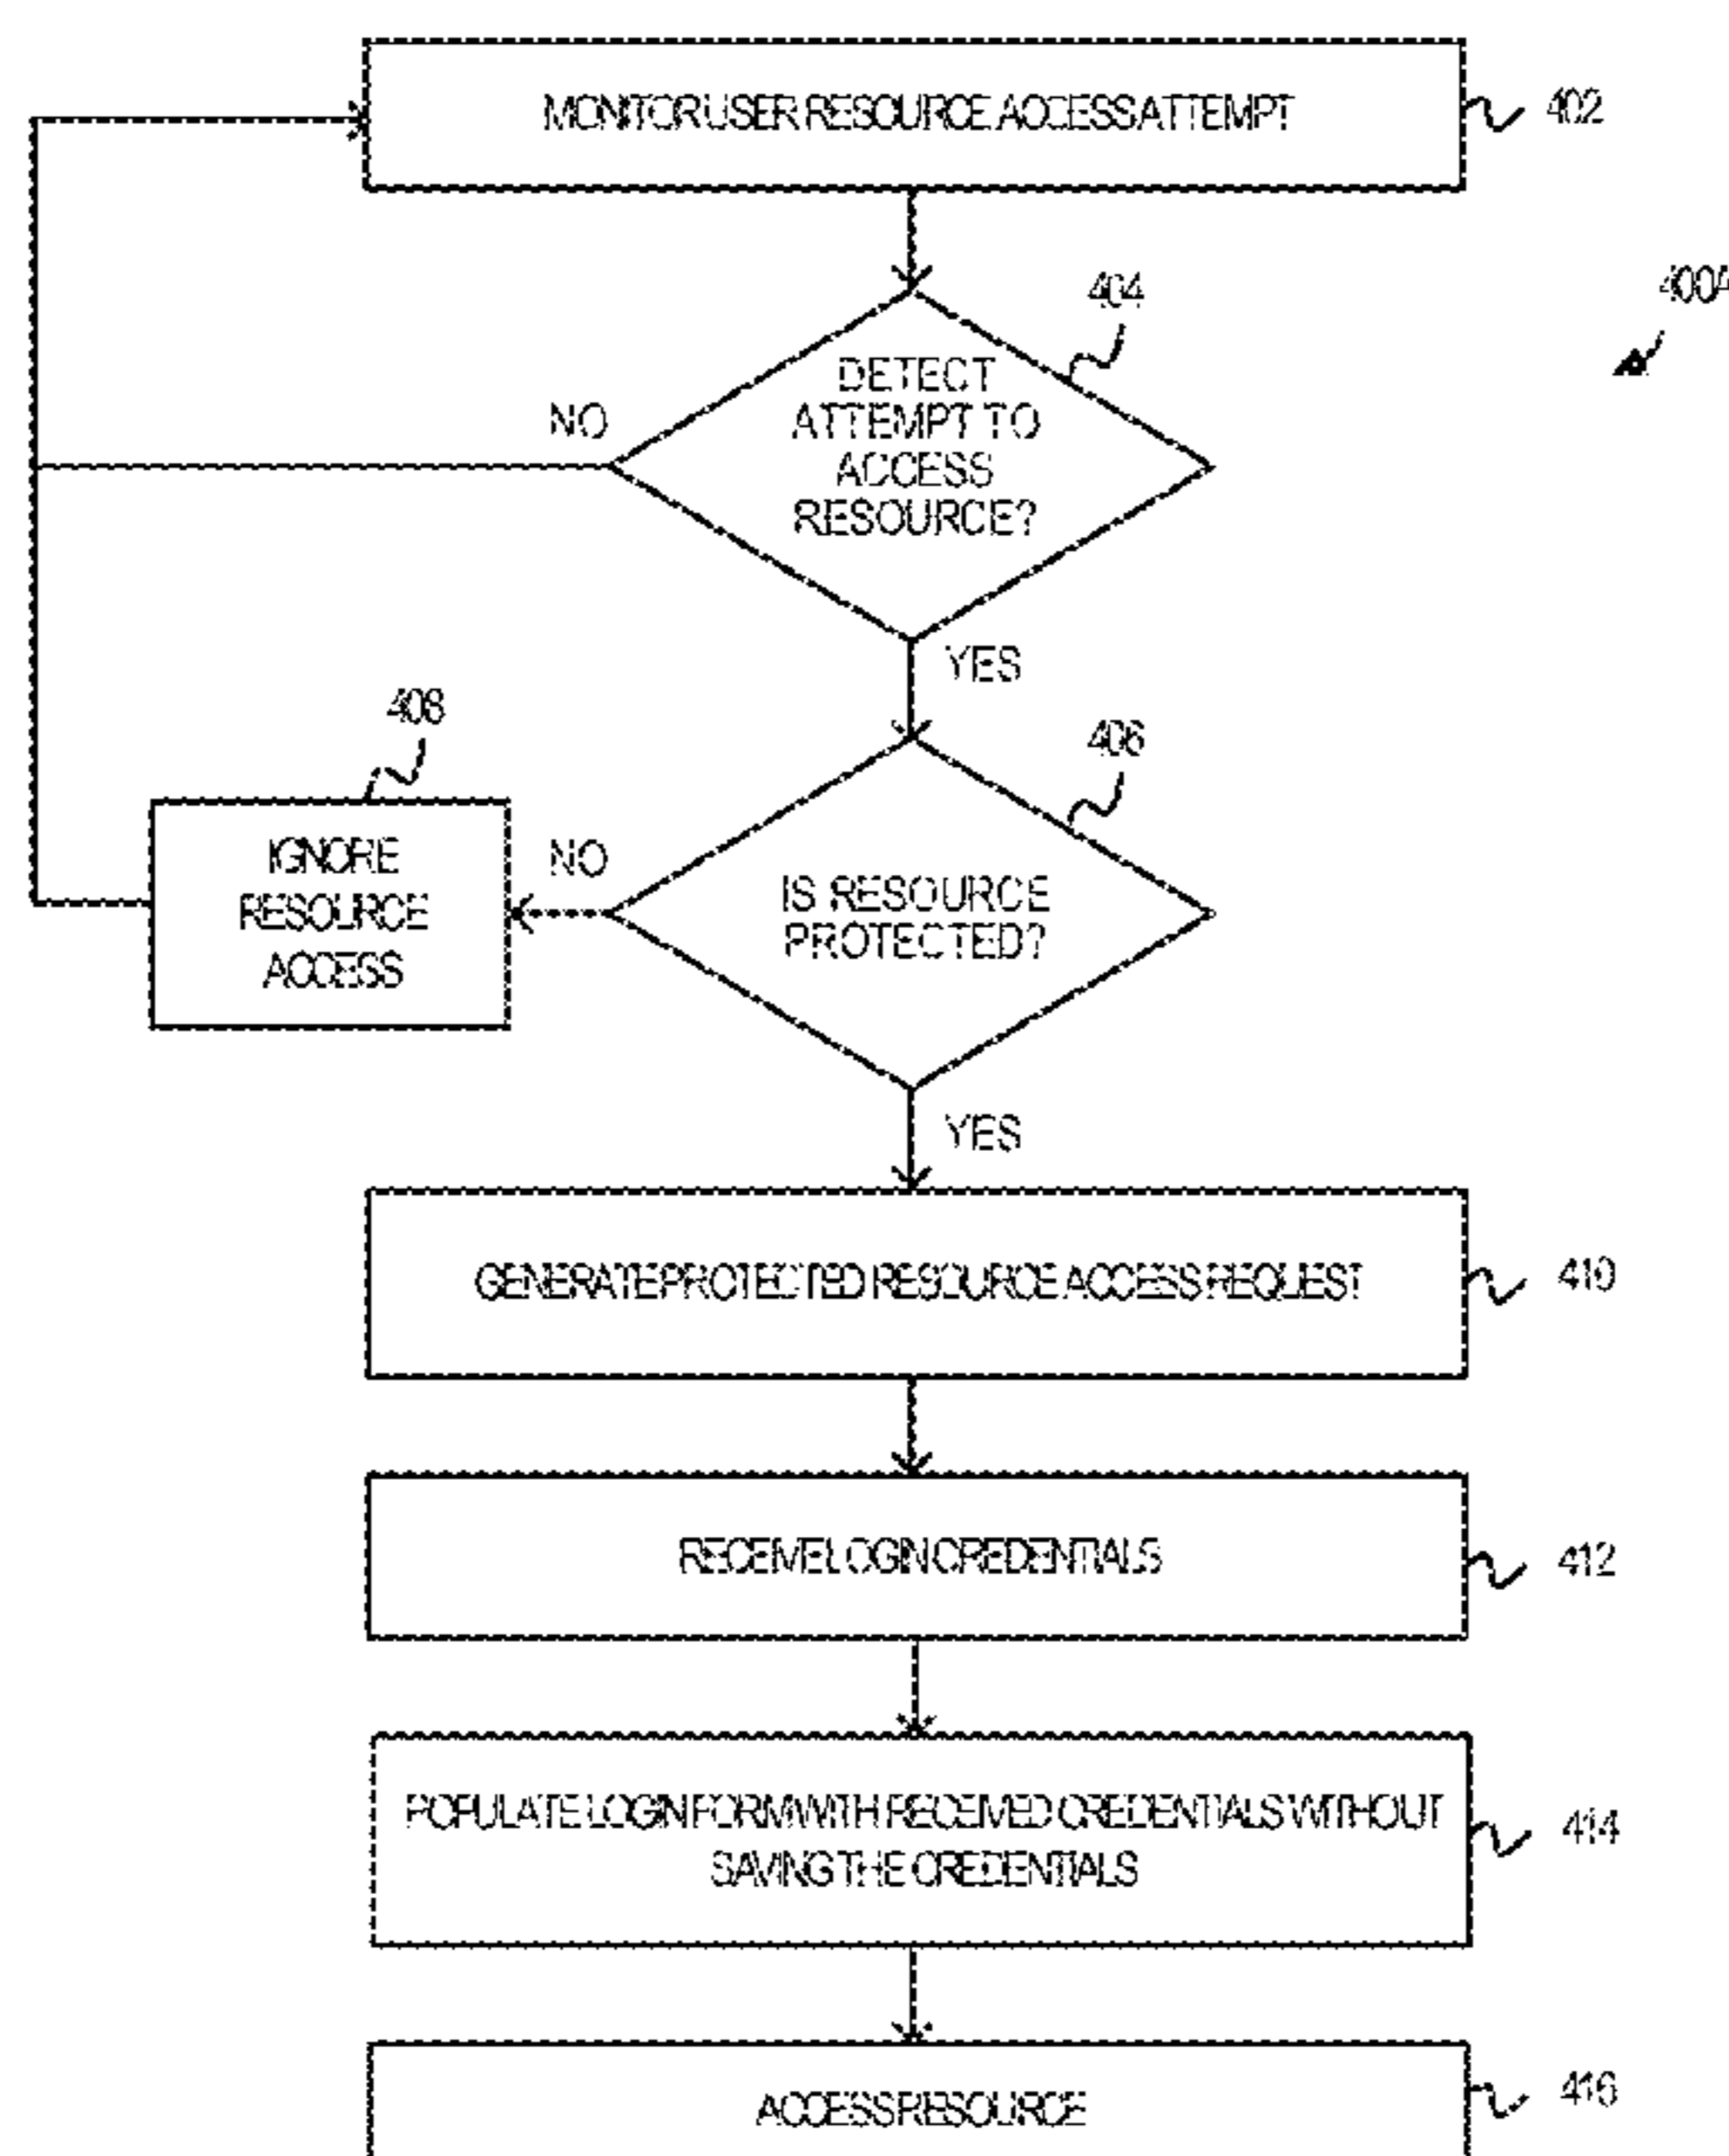 MONITOR USER RESOURCE ACCESS ATTEMPT
402
404
400A
DETECT
ATTEMPT TO
ACCESS
RESOURCE?
NO
YES
408
406
IGNORE
RESOURCE
ACCESS
NO
IS RESOURCE
PROTECTED?
YES
GENERATE PROTECTED RESOURCE ACCESS REQUEST
410
RECEIVE LOGIN CREDENTIALS
412
POPULATE LOGIN FORM WITH RECEIVED CREDENTIALS WITHOUT
SAVING THE CREDENTIALS
414
ACCESS RESOURCE
416